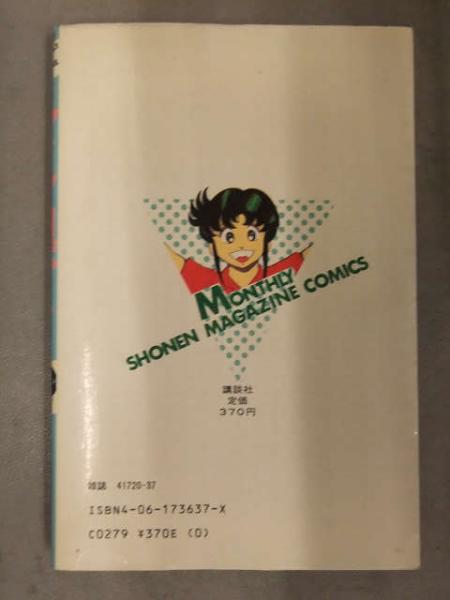 MONTHLY
SHONEN MAGAZINE COMICS
講談社
定価
370円
雑誌 41720-37
ISBN4-06-173637-X
C0279 ¥370E (0)